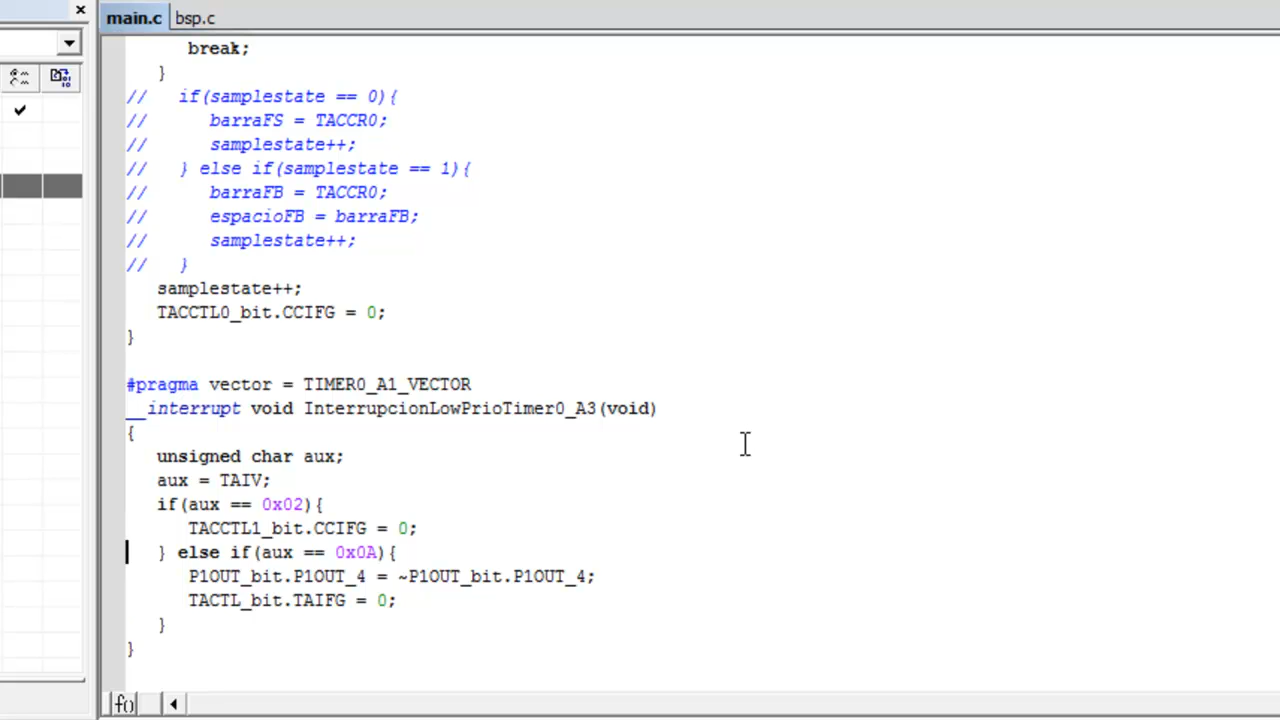 main.c bsp.c
break;
}
// if(samplestate == 0){
// barraFS = TACCR0;
// samplestate++;
// } else if(samplestate == 1){
// barraFB = TACCR0;
// espacioFB = barraFB;
// samplestate++;
// }
samplestate++;
TACCTL0_bit.CCIFG = 0;
}
#pragma vector = TIMER0_A1_VECTOR
__interrupt void InterrupcionLowPrioTimer0_A3(void)
{
unsigned char aux;
aux = TAIV;
if(aux == 0x02){
TACCTL1_bit.CCIFG = 0;
} else if(aux == 0x0A){
P1OUT_bit.P1OUT_4 = ~P1OUT_bit.P1OUT_4;
TACTL_bit.TAIFG = 0;
}
}
f()